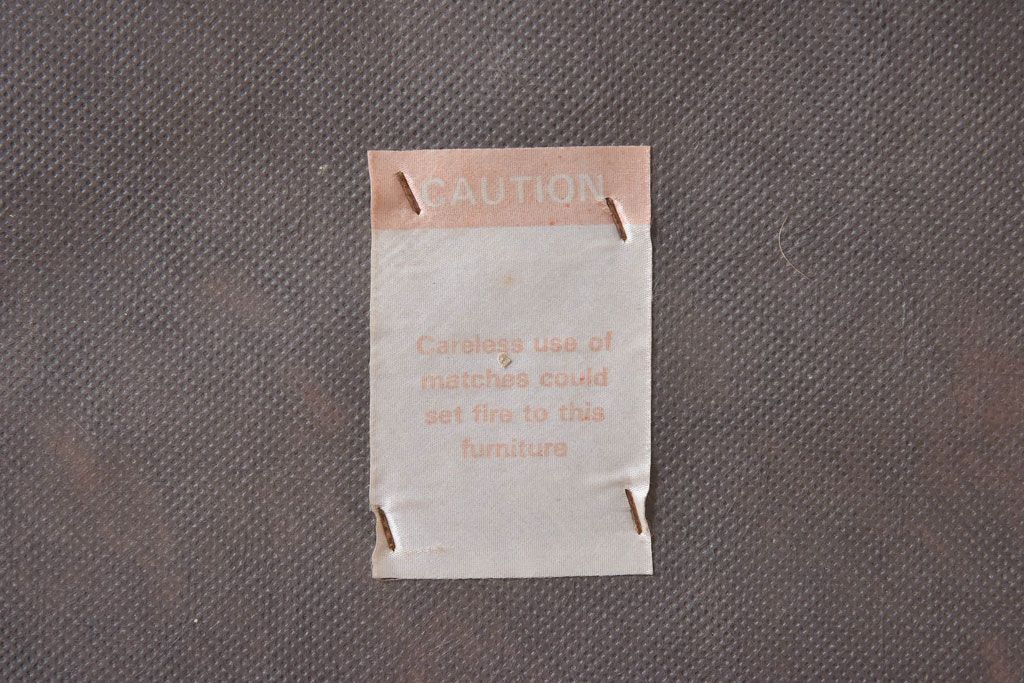 CAUTION
Careless use of
matches could
set fire to this
furniture